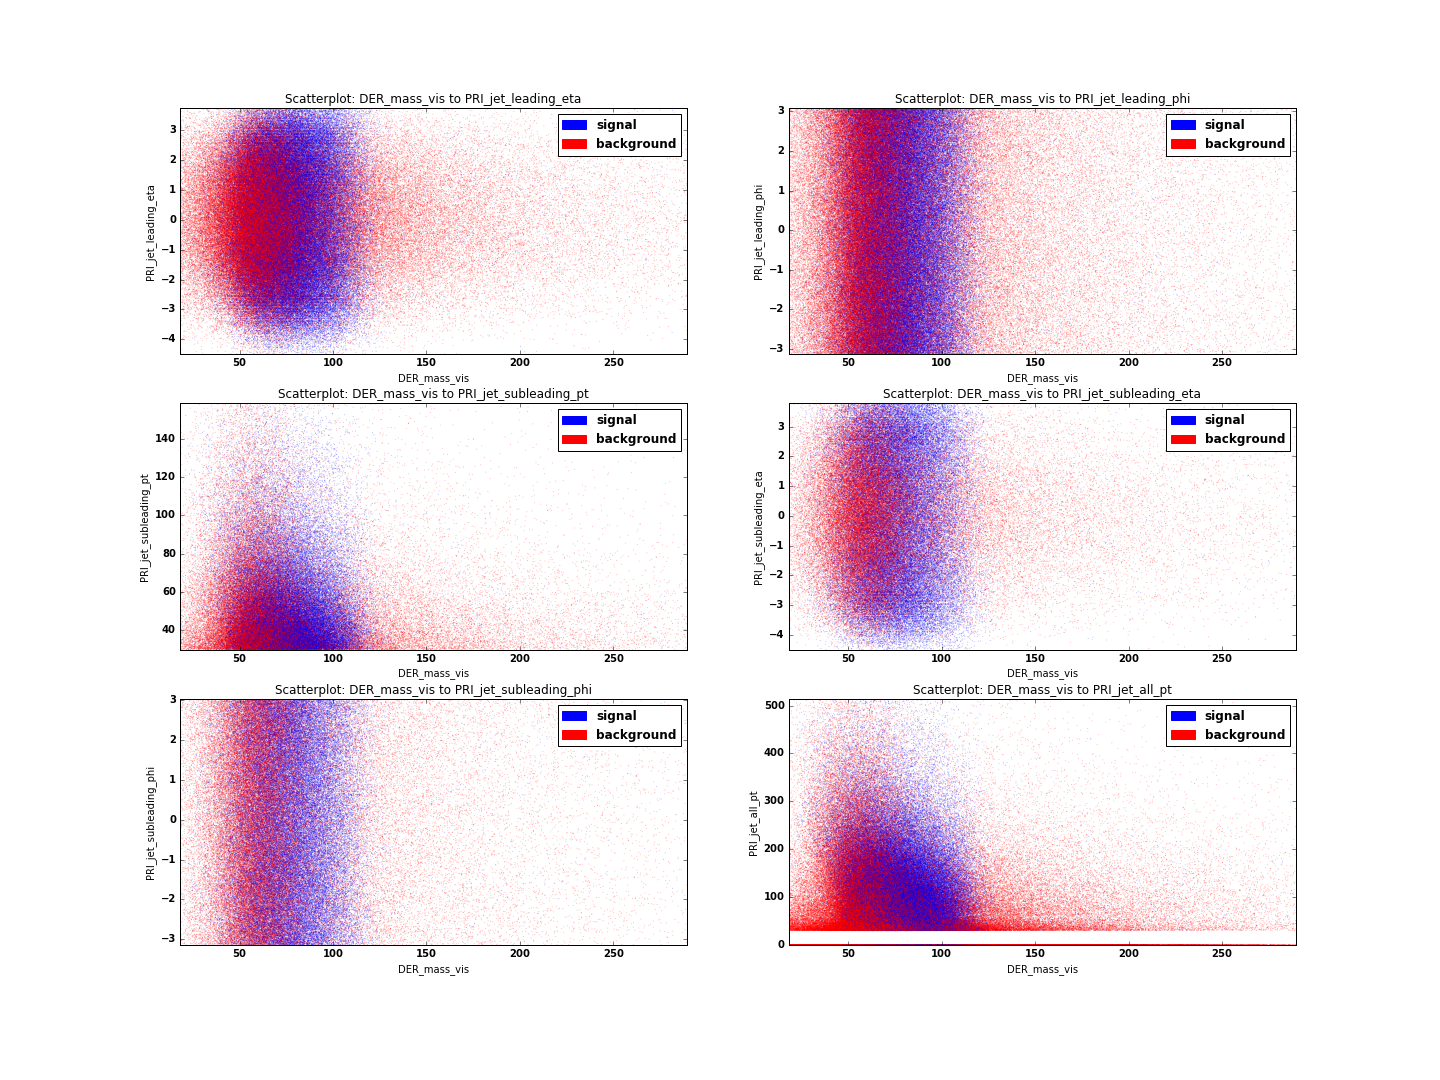 Scatterplot: DER_mass_vis to PRI_jet_leading_eta
signal
background
PRI_jet_leading_eta
3
2
1
0
−1
−2
−3
−4
50 100 150 200 250
DER_mass_vis
Scatterplot: DER_mass_vis to PRI_jet_leading_phi
signal
background
PRI_jet_leading_phi
3
2
1
0
−1
−2
−3
50 100 150 200 250
DER_mass_vis
Scatterplot: DER_mass_vis to PRI_jet_subleading_pt
signal
background
PRI_jet_subleading_pt
140
120
100
80
60
40
50 100 150 200 250
DER_mass_vis
Scatterplot: DER_mass_vis to PRI_jet_subleading_eta
signal
background
PRI_jet_subleading_eta
3
2
1
0
−1
−2
−3
−4
50 100 150 200 250
DER_mass_vis
Scatterplot: DER_mass_vis to PRI_jet_subleading_phi
signal
background
PRI_jet_subleading_phi
3
2
1
0
−1
−2
−3
50 100 150 200 250
DER_mass_vis
Scatterplot: DER_mass_vis to PRI_jet_all_pt
signal
background
PRI_jet_all_pt
500
400
300
200
100
0
50 100 150 200 250
DER_mass_vis